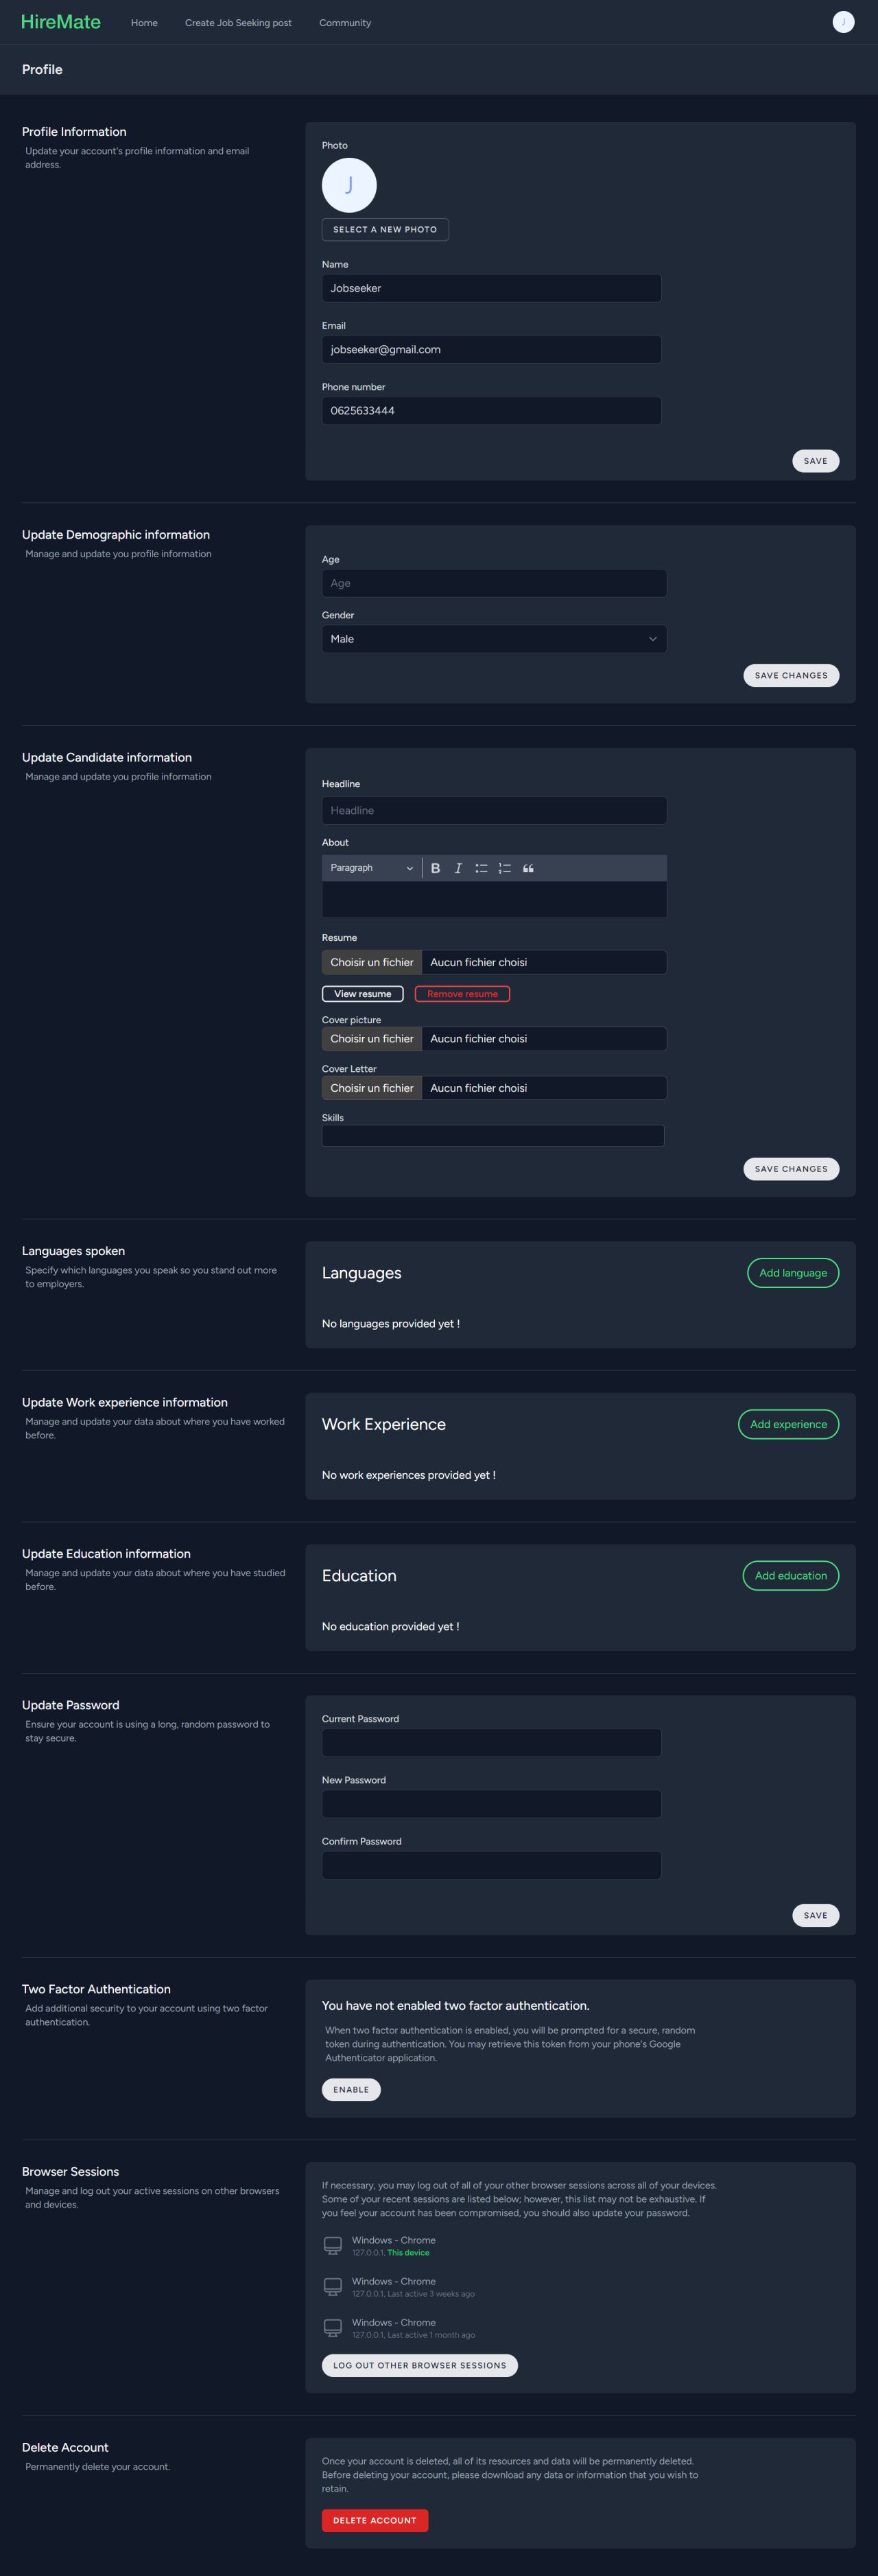 HireMate
Home Create Job Seeking post Community
J
Profile
Profile Information
Update your account's profile information and email
address.
Photo
J
SELECT A NEW PHOTO
Name
Jobseeker
Email
jobseeker@gmail.com
Phone number
0625633444
SAVE
Update Demographic information
Manage and update you profile information
Age
Age
Gender
Male
SAVE CHANGES
Update Candidate information
Manage and update you profile information
Headline
Headline
About
Paragraph B I
Resume
Choisir un fichier Aucun fichier choisi
View resume Remove resume
Cover picture
Choisir un fichier Aucun fichier choisi
Cover Letter
Choisir un fichier Aucun fichier choisi
Skills
SAVE CHANGES
Languages spoken
Specify which languages you speak so you stand out more
to employers.
Languages
Add language
No languages provided yet !
Update Work experience information
Manage and update your data about where you have worked
before.
Work Experience
Add experience
No work experiences provided yet !
Update Education information
Manage and update your data about where you have studied
before.
Education
Add education
No education provided yet !
Update Password
Ensure your account is using a long, random password to
stay secure.
Current Password
New Password
Confirm Password
SAVE
Two Factor Authentication
Add additional security to your account using two factor
authentication.
You have not enabled two factor authentication.
When two factor authentication is enabled, you will be prompted for a secure, random
token during authentication. You may retrieve this token from your phone's Google
Authenticator application.
ENABLE
Browser Sessions
Manage and log out your active sessions on other browsers
and devices.
If necessary, you may log out of all of your other browser sessions across all of your devices.
Some of your recent sessions are listed below; however, this list may not be exhaustive. If
you feel your account has been compromised, you should also update your password.
Windows - Chrome
127.0.0.1, This device
Windows - Chrome
127.0.0.1, Last active 3 weeks ago
Windows - Chrome
127.0.0.1, Last active 1 month ago
LOG OUT OTHER BROWSER SESSIONS
Delete Account
Permanently delete your account.
Once your account is deleted, all of its resources and data will be permanently deleted.
Before deleting your account, please download any data or information that you wish to
retain.
DELETE ACCOUNT